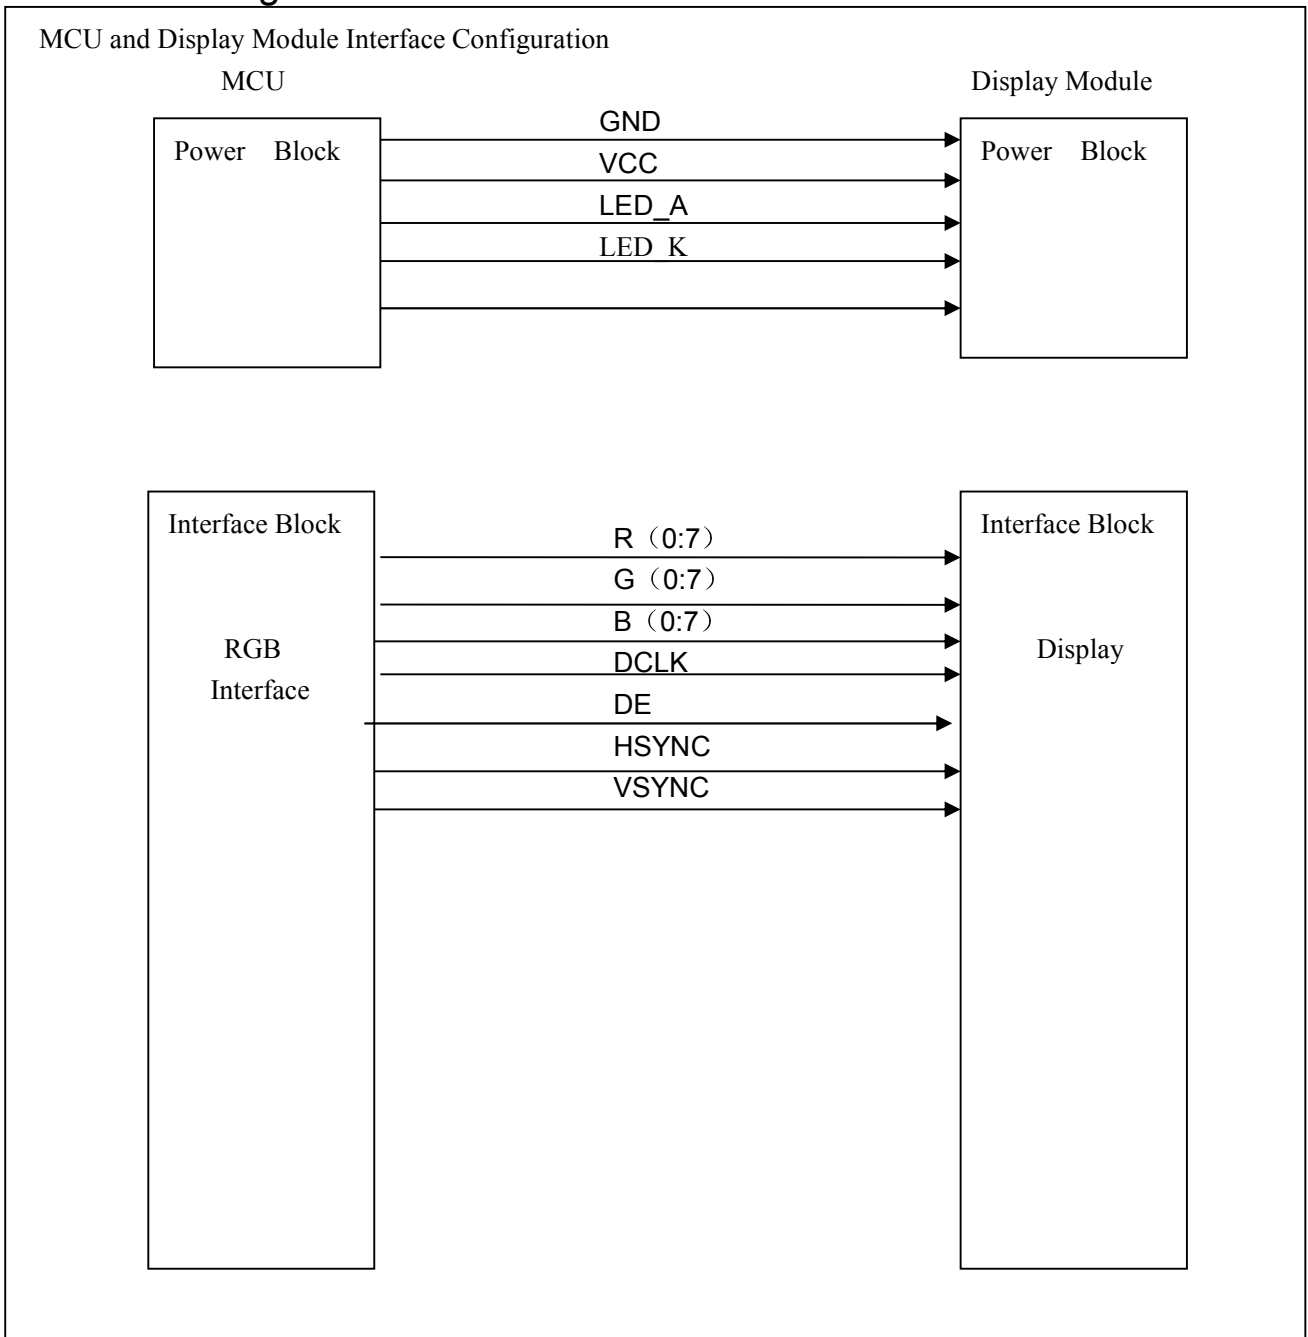 MCU and Display Module Interface Configuration
MCU Display Module
Power Block
GND
VCC
LED_A
LED_K
Power Block
Interface Block
RGB
Interface
R（0:7）
G（0:7）
B（0:7）
DCLK
DE
HSYNC
VSYNC
Interface Block
Display